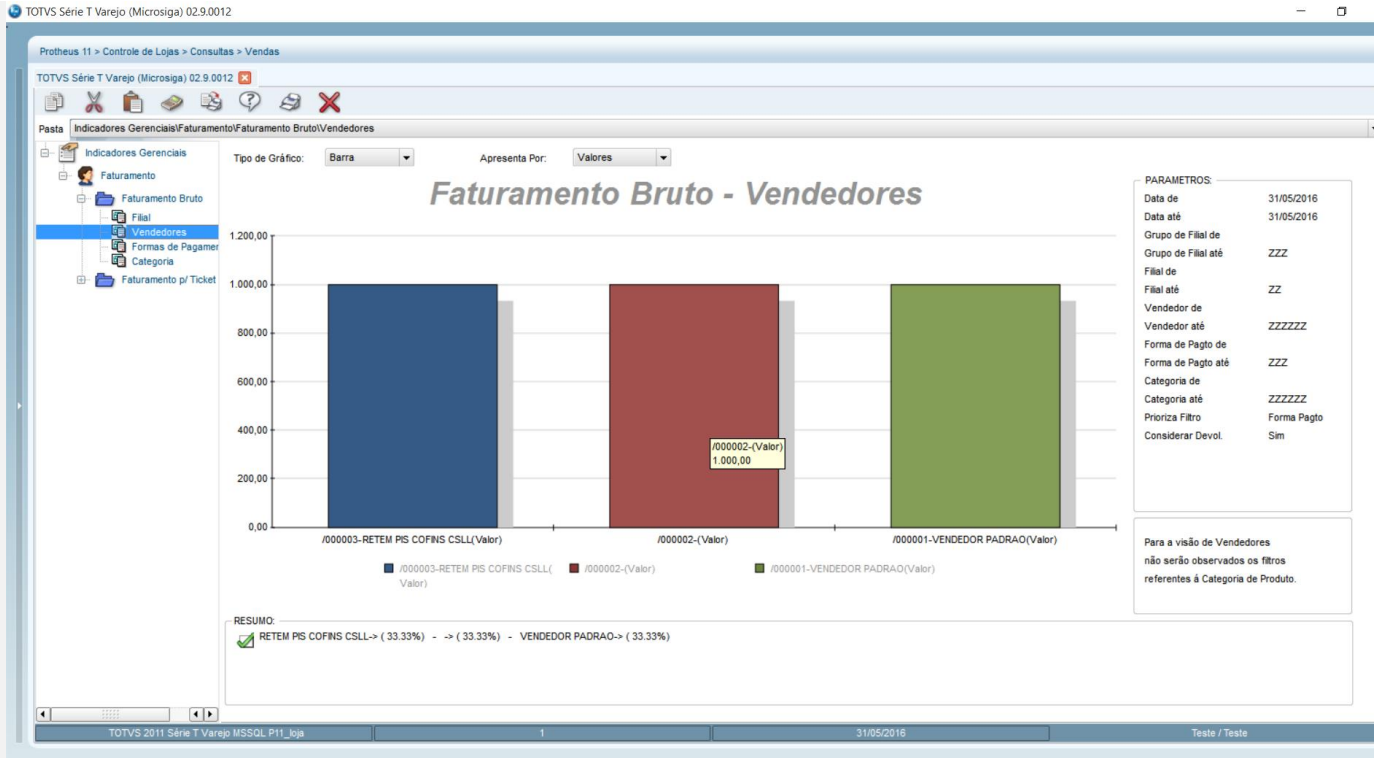 TOTVS Série T Varejo (Microsiga) 02.9.0012
Protheus 11 > Controle de Lojas > Consultas > Vendas
TOTVS Série T Varejo (Microsiga) 02.9.0012
Pasta Indicadores Gerenciais\Faturamento\Faturamento Bruto\Vendedores
Indicadores Gerenciais
Faturamento
Faturamento Bruto
Filial
Vendedores
Formas de Pagamen
Categoria
Faturamento p/ Ticket
Tipo de Gráfico: Barra Apresenta Por: Valores
Faturamento Bruto - Vendedores
1.200,00
1.000,00
800,00
600,00
400,00
200,00
0,00
/000002-(Valor)
1.000,00
/000003-RETEM PIS COFINS CSLL(Valor) /000002-(Valor) /000001-VENDEDOR PADRAO(Valor)
/000003-RETEM PIS COFINS CSLL(
Valor)
/000002-(Valor)
/000001-VENDEDOR PADRAO(Valor)
PARAMETROS:
Data de 31/05/2016
Data até 31/05/2016
Grupo de Filial de
Grupo de Filial até ZZZ
Filial de
Filial até ZZ
Vendedor de
Vendedor até ZZZZZZ
Forma de Pagto de
Forma de Pagto até ZZZ
Categoria de
Categoria até ZZZZZZ
Prioriza Filtro Forma Pagto
Considerar Devol. Sim
Para a visão de Vendedores
não serão observados os filtros
referentes á Categoria de Produto.
RESUMO:
RETEM PIS COFINS CSLL-> ( 33.33%) - -> ( 33.33%) - VENDEDOR PADRAO-> ( 33.33%)
TOTVS 2011 Série T Varejo MSSQL P11_loja 1 31/05/2016 Teste / Teste